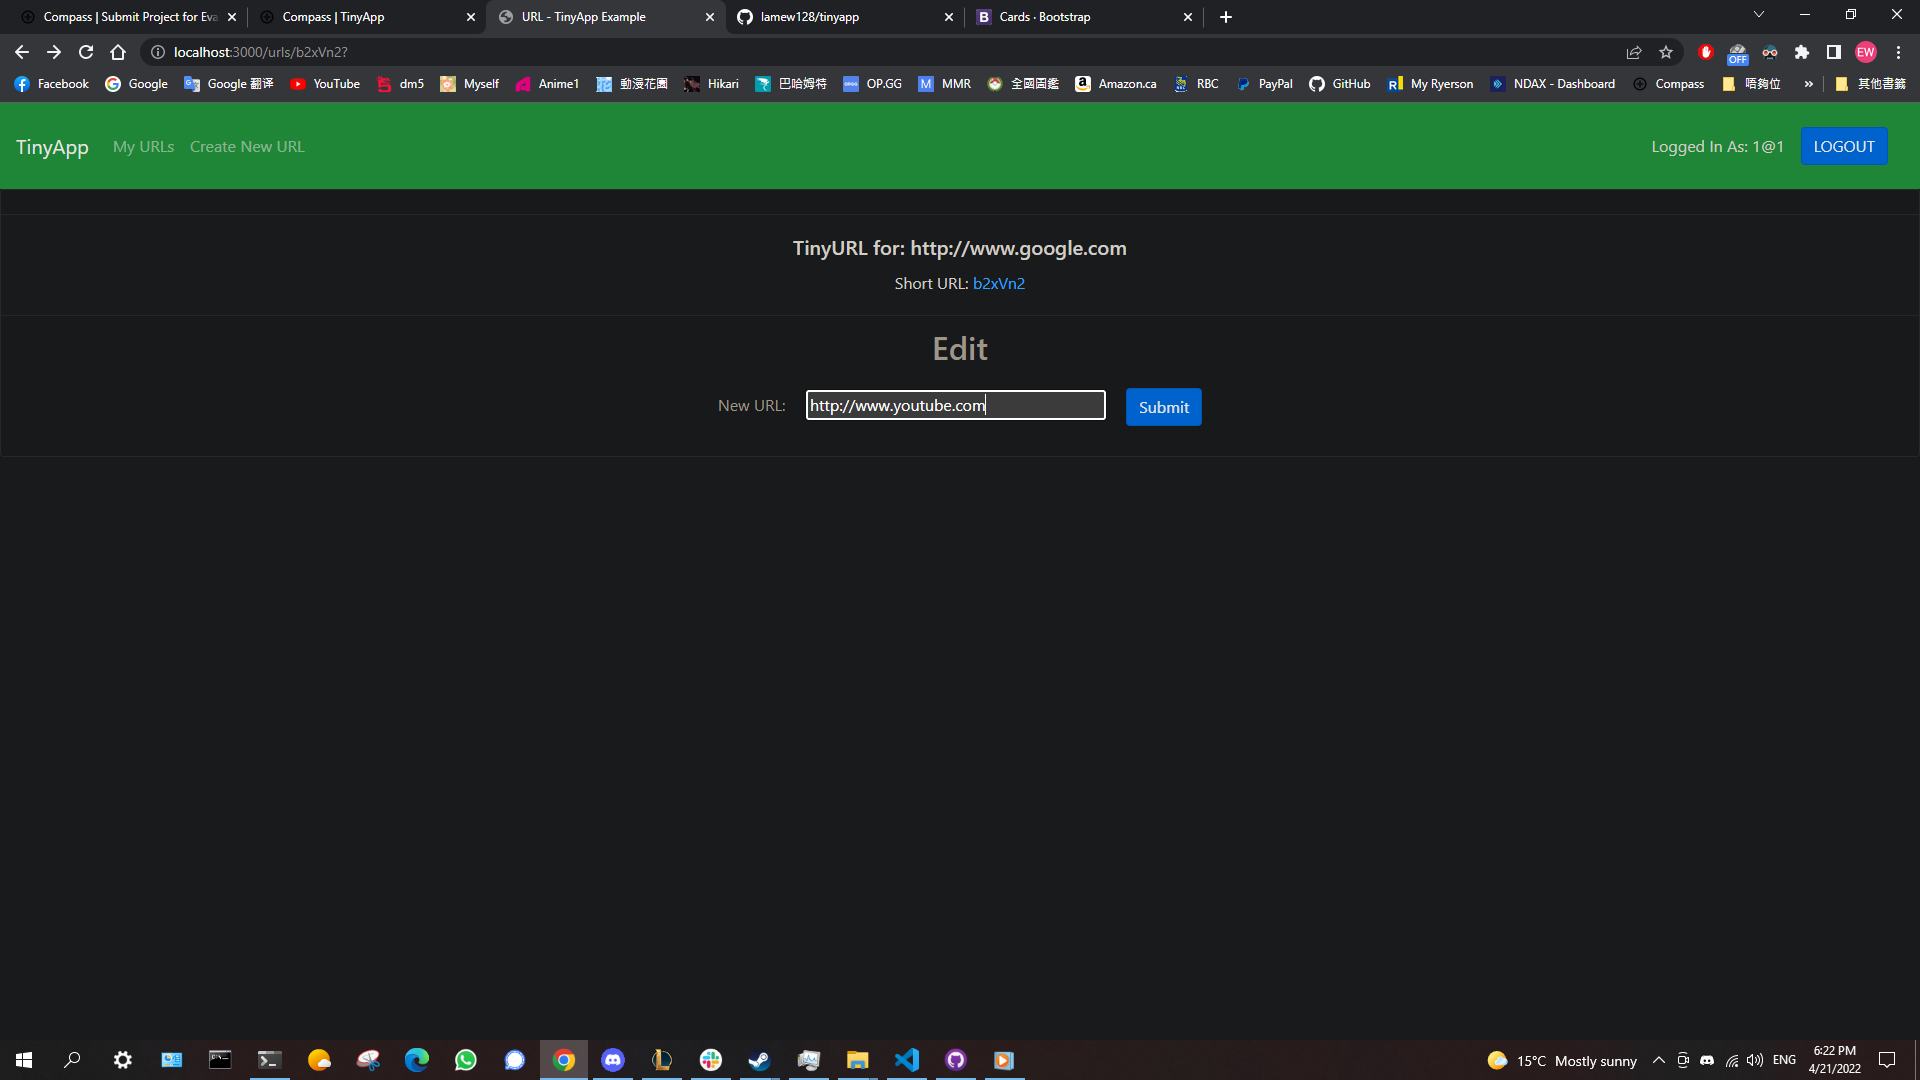 Compass | Submit Project for Eva
Compass | TinyApp
URL - TinyApp Example
lamew128/tinyapp
B Cards · Bootstrap
localhost:3000/urls/b2xVn2?
OFF
EW
Facebook
Google
Google 翻译
YouTube
dm5
Myself
Anime1
動漫花園
Hikari
巴哈姆特
OP.GG
M MMR
全國圖鑑
Amazon.ca
RBC
PayPal
GitHub
My Ryerson
NDAX - Dashboard
Compass
唔夠位
»
其他書籤
TinyApp My URLs Create New URL
Logged In As: 1@1 LOGOUT
TinyURL for: http://www.google.com
Short URL: b2xVn2
Edit
New URL: http://www.youtube.com Submit
15°C Mostly sunny
ENG
6:22 PM
4/21/2022